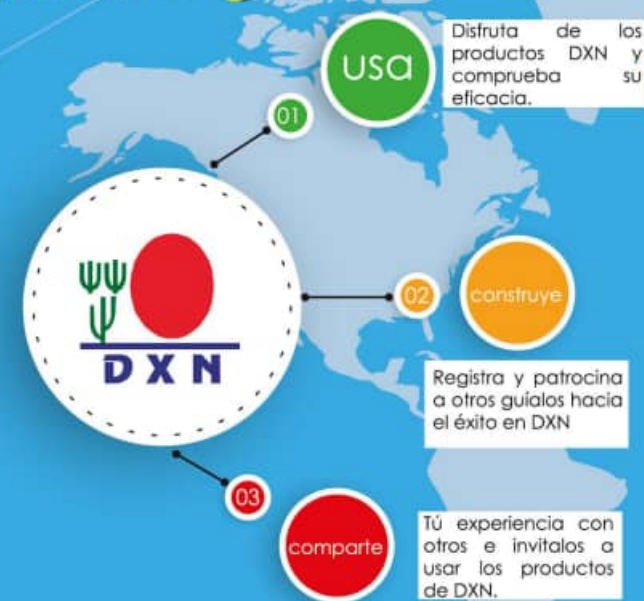 usa
Disfruta de los
productos DXN y
comprueba su
eficacia.
01
DXN
02
construye
Registra y patrocina
a otros guíalos hacia
el éxito en DXN
03
comparte
Tú experiencia con
otros e invitalos a
usar los productos
de DXN.